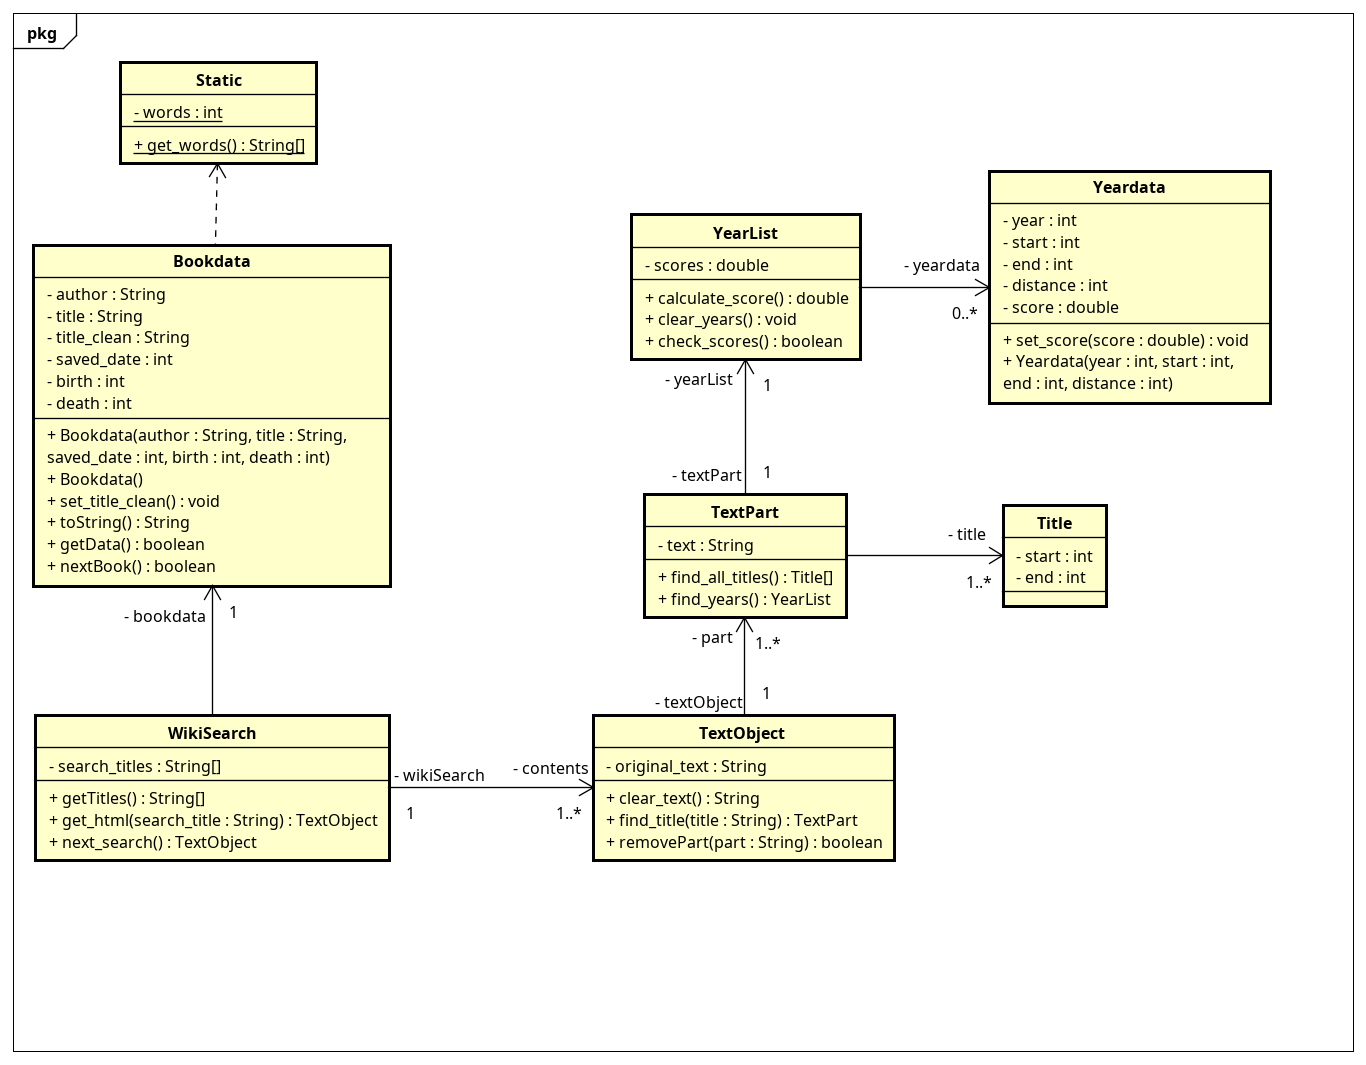 pkg
Static
- words : int
+ get_words() : String[]
Bookdata
- author : String
- title : String
- title_clean : String
- saved_date : int
- birth : int
- death : int
+ Bookdata(author : String, title : String,
saved_date : int, birth : int, death : int)
+ Bookdata()
+ set_title_clean() : void
+ toString() : String
+ getData() : boolean
+ nextBook() : boolean
- bookdata
1
WikiSearch
- search_titles : String[]
+ getTitles() : String[]
+ get_html(search_title : String) : TextObject
+ next_search() : TextObject
- wikiSearch
1
- contents
1..*
YearList
- scores : double
+ calculate_score() : double
+ clear_years() : void
+ check_scores() : boolean
- yeardata
0..*
Yeardata
- year : int
- start : int
- end : int
- distance : int
- score : double
+ set_score(score : double) : void
+ Yeardata(year : int, start : int,
end : int, distance : int)
- yearList
1
- textPart
1
TextPart
- text : String
+ find_all_titles() : Title[]
+ find_years() : YearList
- title
1..*
Title
- start : int
- end : int
- part
1..*
- textObject
1
TextObject
- original_text : String
+ clear_text() : String
+ find_title(title : String) : TextPart
+ removePart(part : String) : boolean